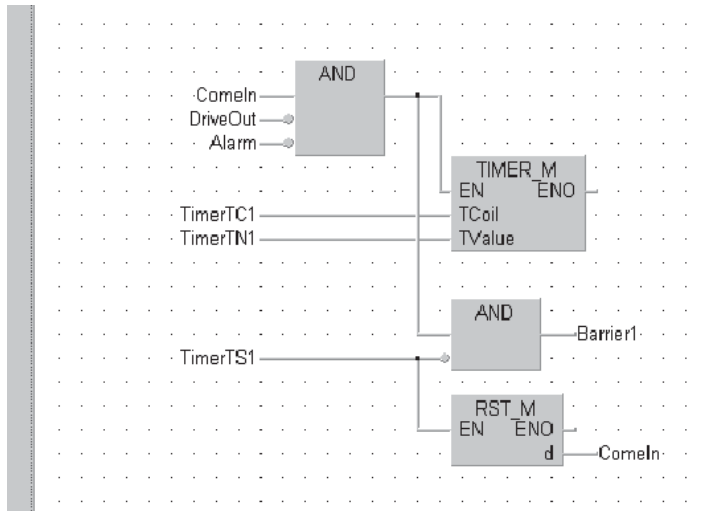 AND
ComeIn
DriveOut
Alarm
TIMER_M
EN ENO
TimerTC1 TCoil
TimerTN1 TValue
AND
Barrier1
TimerTS1
RST_M
EN ENO
d ComeIn